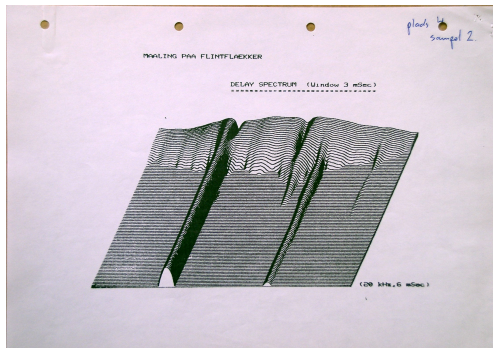 plads 4
sampel 2.
MAALING PAA FLINTFLAEKKER
DELAY SPECTRUM (Window 3 mSec)
(20 kHz,6 mSec)